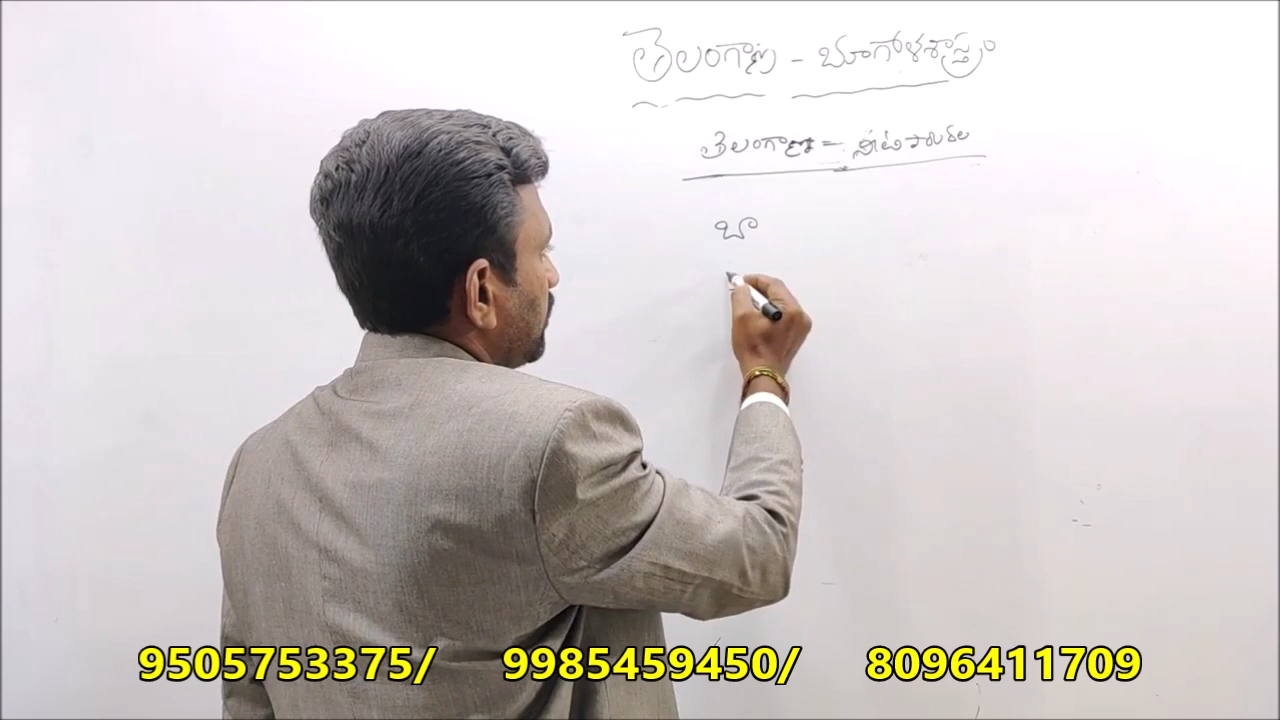 తెలంగాణ - భూగోళశాస్త్రం
తెలంగాణ =
బా
9505753375/ 9985459450/ 8096411709